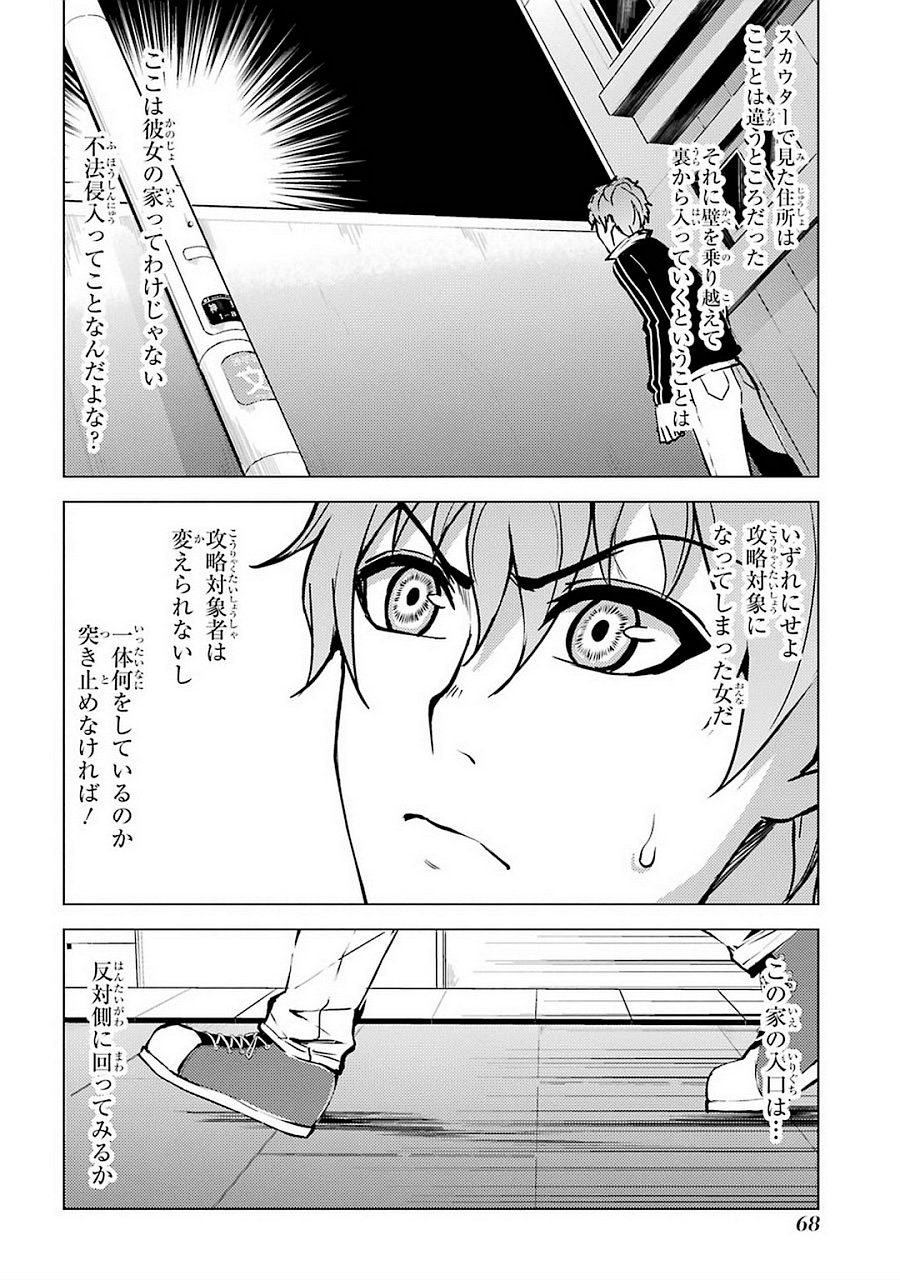 スカウターで見た住所は
こことは違うところだった
それに壁を乗り越えて
裏から入っていくということは
ここは彼女の家ってわけじゃない
不法侵入ってことなんだよな?
女
いずれにせよ
攻略対象に
なってしまった女だ
攻略対象者は
変えられないし
一体何をしているのか
突き止めなければ!
この家の入口は…
反対側に回ってみるか
68